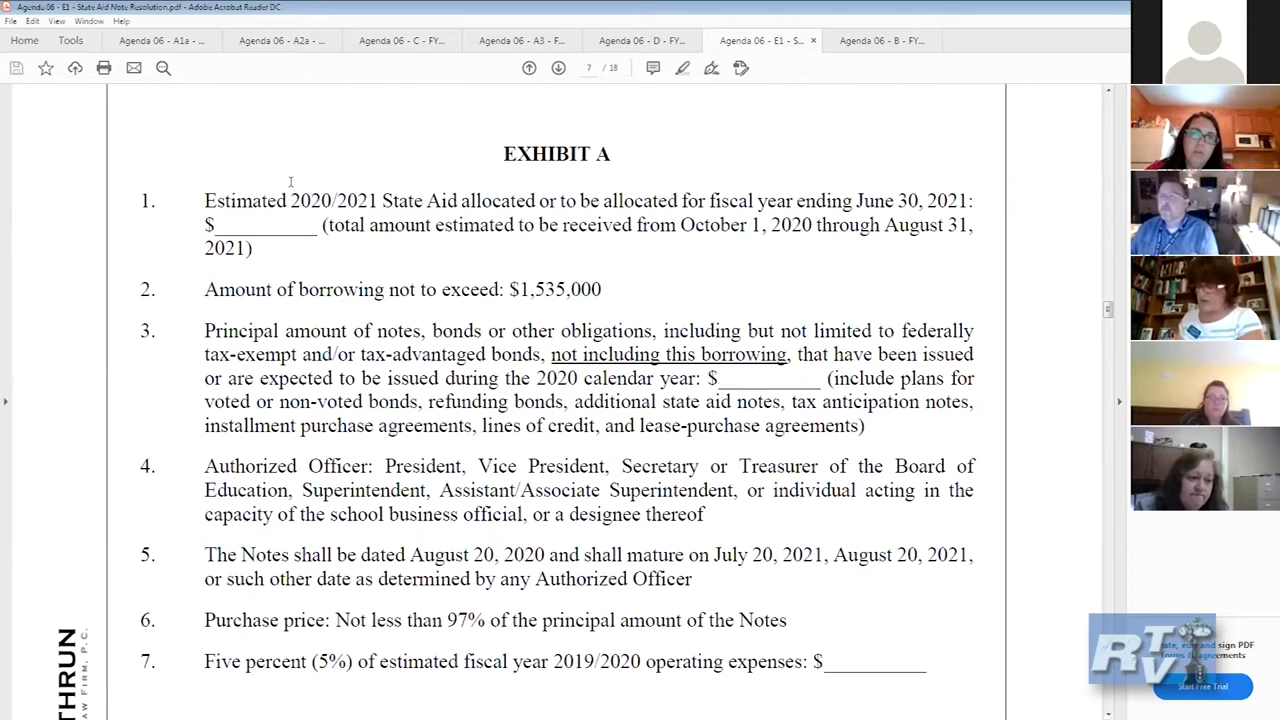 Agenda 06 - E1 - State Aid Note Resolution.pdf - Adobe Acrobat Reader DC
File Edit View Window Help
Home Tools Agenda 06 - A1a - ... Agenda 06 - A2a - ... Agenda 06 - C - FY... Agenda 06 - A3 - F... Agenda 06 - D - FY... Agenda 06 - E1 - S... × Agenda 06 - B - FY...
7 / 18
EXHIBIT A
1. Estimated 2020/2021 State Aid allocated or to be allocated for fiscal year ending June 30, 2021:
$__________ (total amount estimated to be received from October 1, 2020 through August 31,
2021)
2. Amount of borrowing not to exceed: $1,535,000
3. Principal amount of notes, bonds or other obligations, including but not limited to federally
tax-exempt and/or tax-advantaged bonds, not including this borrowing, that have been issued
or are expected to be issued during the 2020 calendar year: $__________ (include plans for
voted or non-voted bonds, refunding bonds, additional state aid notes, tax anticipation notes,
installment purchase agreements, lines of credit, and lease-purchase agreements)
4. Authorized Officer: President, Vice President, Secretary or Treasurer of the Board of
Education, Superintendent, Assistant/Associate Superintendent, or individual acting in the
capacity of the school business official, or a designee thereof
5. The Notes shall be dated August 20, 2020 and shall mature on July 20, 2021, August 20, 2021,
or such other date as determined by any Authorized Officer
6. Purchase price: Not less than 97% of the principal amount of the Notes
7. Five percent (5%) of estimated fiscal year 2019/2020 operating expenses: $__________
THRUN
AW FIRM, P.C.
RTV
and sign PDF
& agreements
Start Free Trial